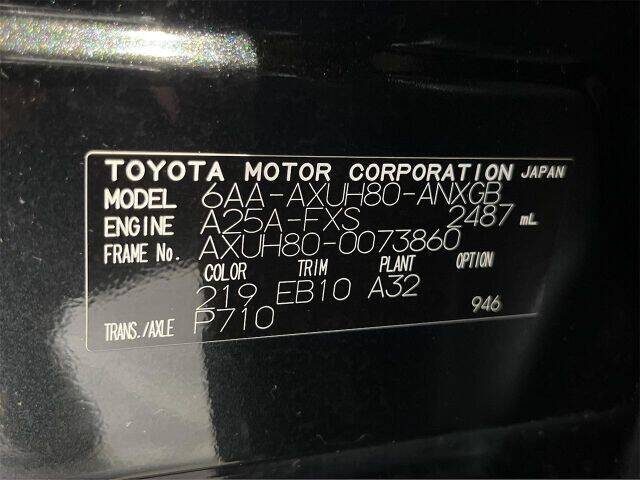 TOYOTA MOTOR CORPORATION JAPAN
MODEL 6AA-AXUH80-ANXGB
ENGINE A25A-FXS 2487 mL
FRAME No. AXUH80-0073860
COLOR TRIM PLANT OPTION
219 EB10 A32
TRANS./AXLE P710 946